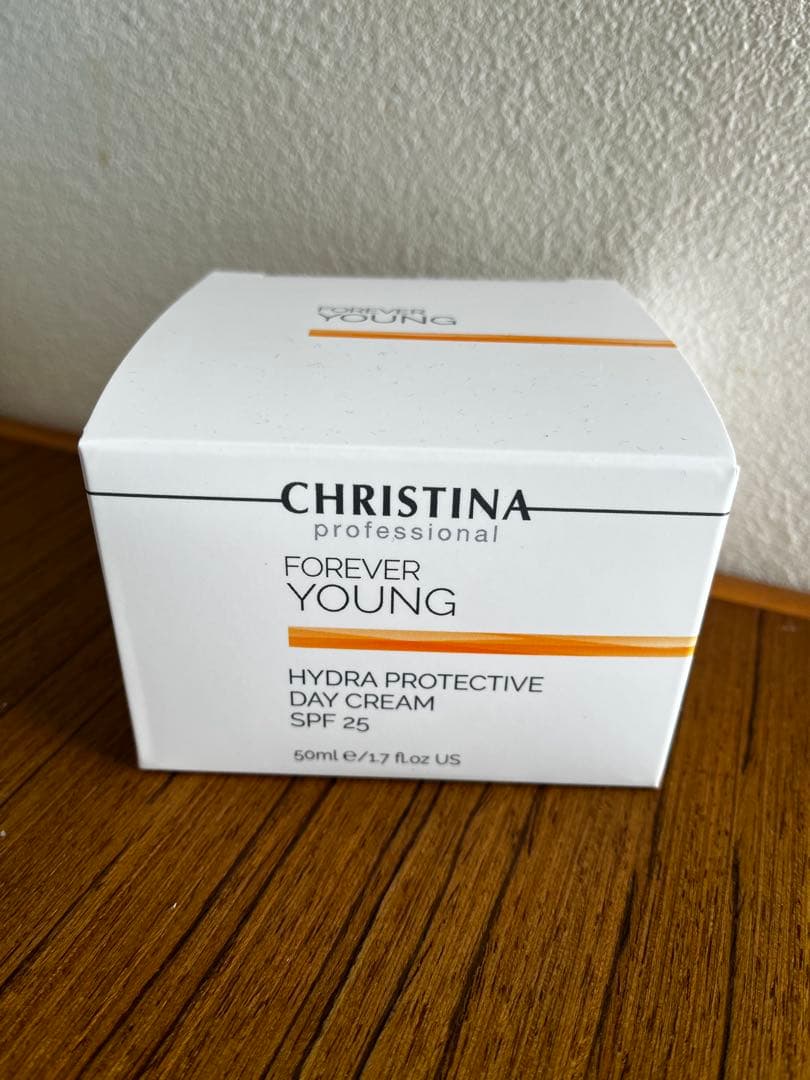 FOREVER
YOUNG
CHRISTINA
professional
FOREVER
YOUNG
HYDRA PROTECTIVE
DAY CREAM
SPF 25
50ml e/1.7 fl.oz US